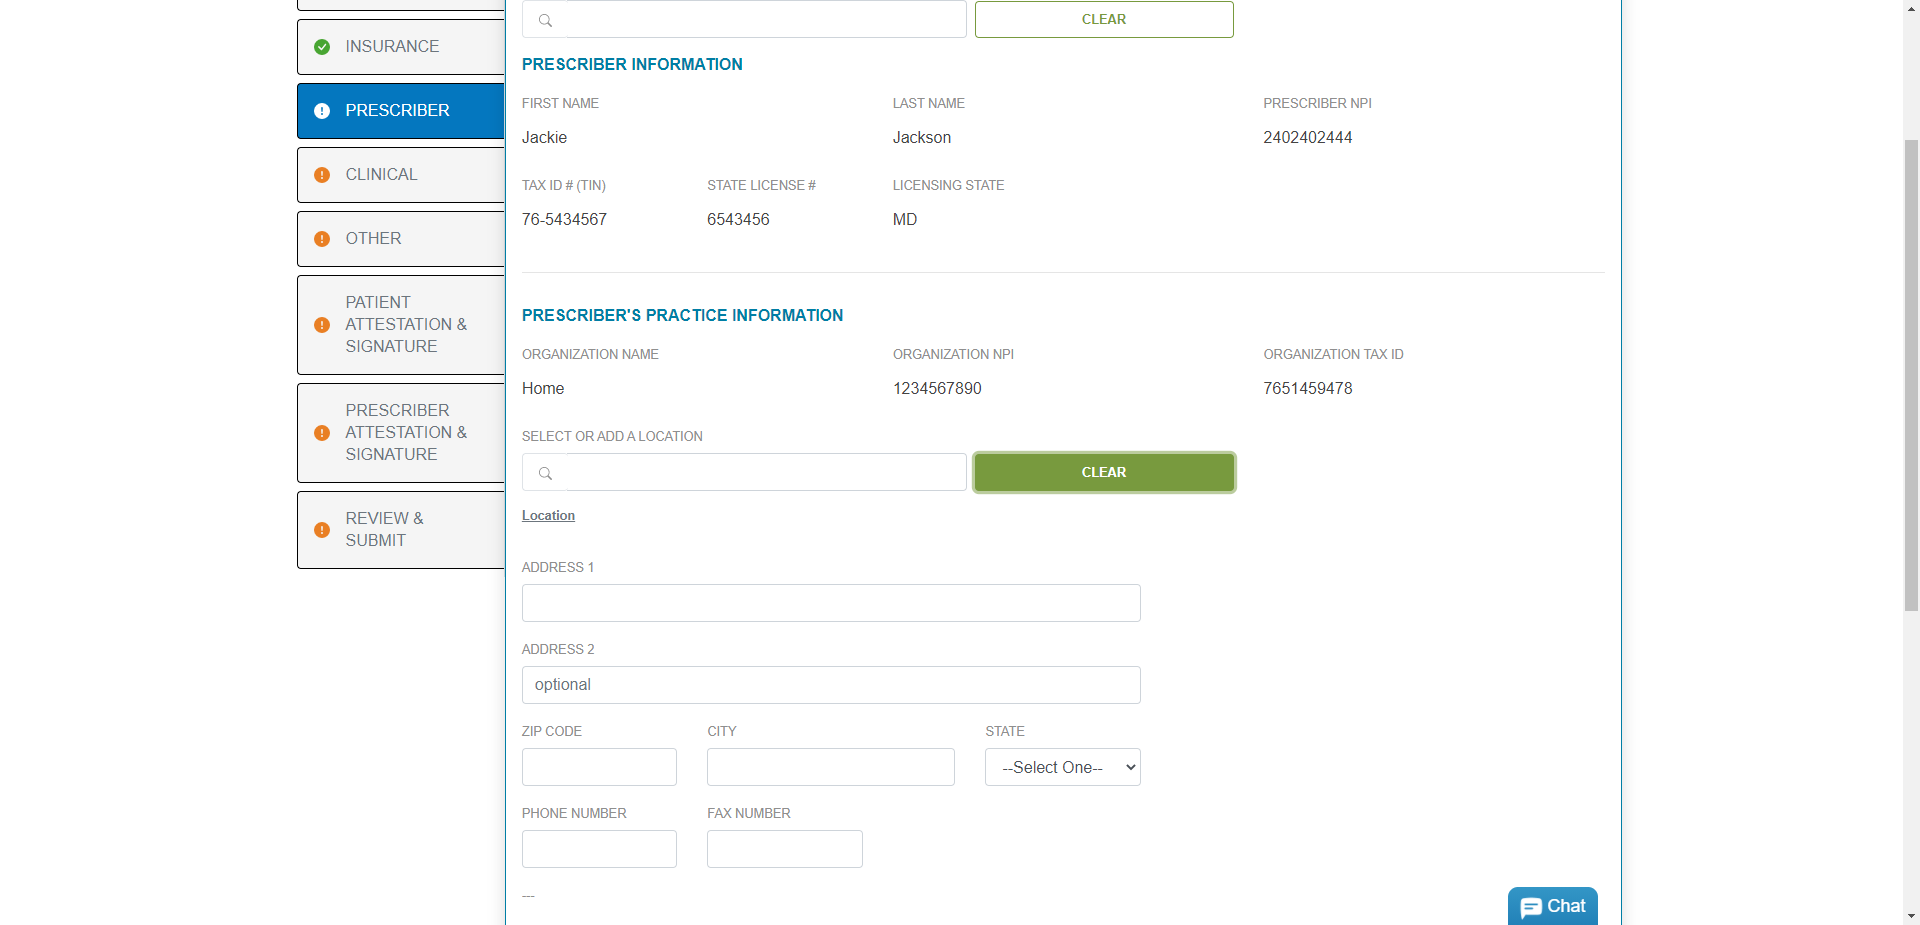 INSURANCE
PRESCRIBER
CLINICAL
OTHER
PATIENT
ATTESTATION &
SIGNATURE
PRESCRIBER
ATTESTATION &
SIGNATURE
REVIEW &
SUBMIT
CLEAR
PRESCRIBER INFORMATION
FIRST NAME LAST NAME PRESCRIBER NPI
Jackie Jackson 2402402444
TAX ID # (TIN) STATE LICENSE # LICENSING STATE
76-5434567 6543456 MD
PRESCRIBER'S PRACTICE INFORMATION
ORGANIZATION NAME ORGANIZATION NPI ORGANIZATION TAX ID
Home 1234567890 7651459478
SELECT OR ADD A LOCATION
CLEAR
Location
ADDRESS 1
ADDRESS 2
optional
ZIP CODE CITY STATE
--Select One--
PHONE NUMBER FAX NUMBER
---
Chat